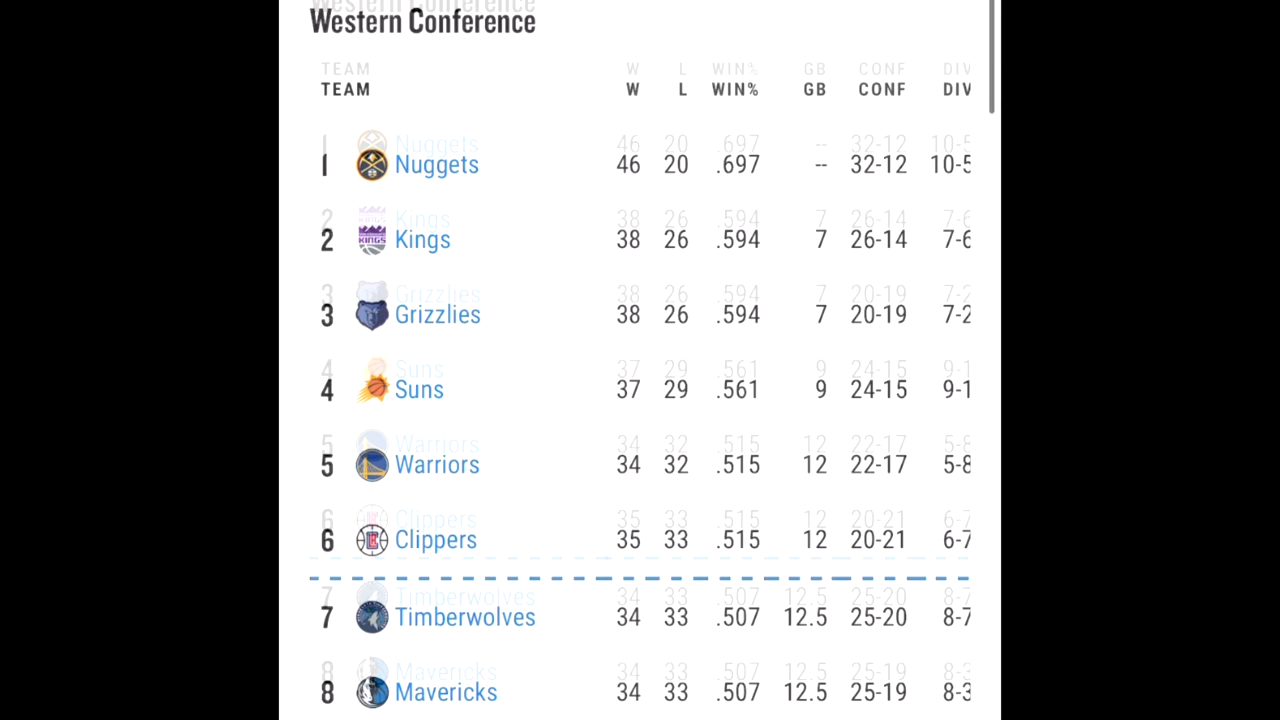 Western Conference
TEAM W L WIN% GB CONF DIV
1 Nuggets 46 20 .697 -- 32-12 10-5
2 KINGS Kings 38 26 .594 7 26-14 7-6
3 Grizzlies 38 26 .594 7 20-19 7-2
4 Suns 37 29 .561 9 24-15 9-1
5 Warriors 34 32 .515 12 22-17 5-8
6 Clippers 35 33 .515 12 20-21 6-7
7 Timberwolves 34 33 .507 12.5 25-20 8-7
8 Mavericks 34 33 .507 12.5 25-19 8-3